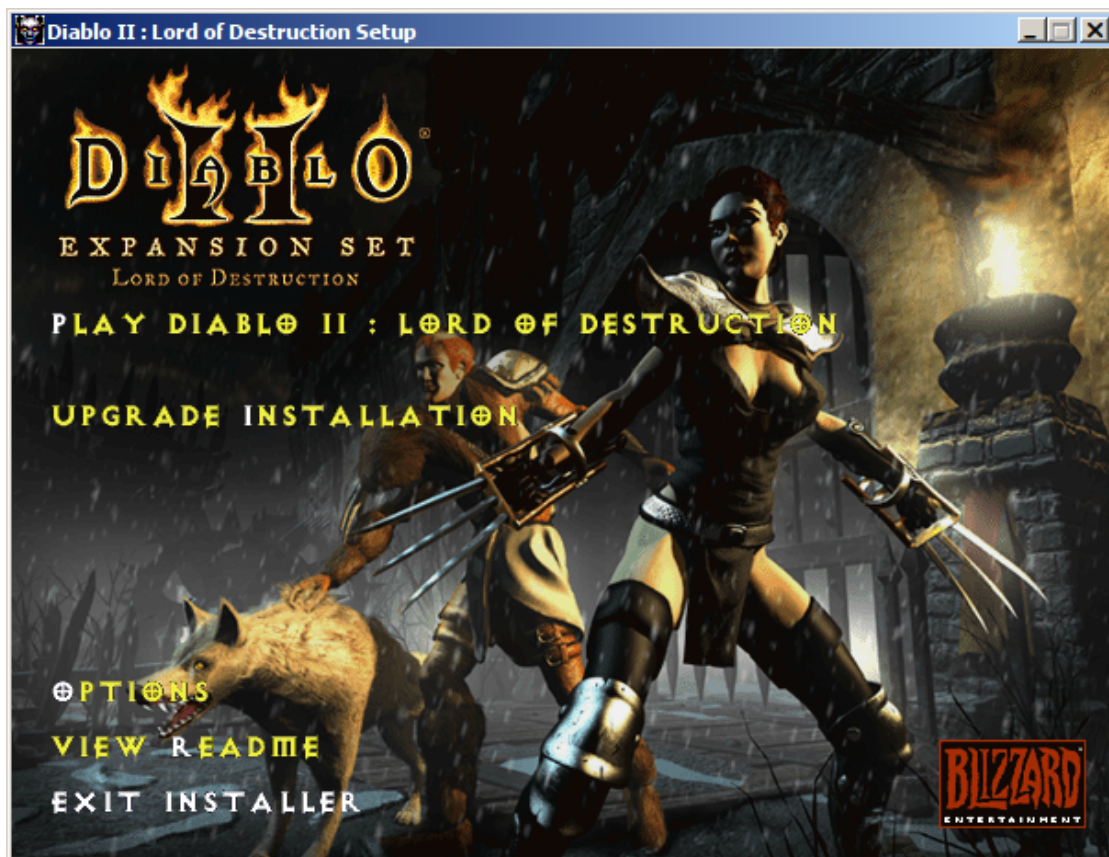 Diablo II : Lord of Destruction Setup
DIABLO II ®
EXPANSION SET
LORD OF DESTRUCTION
PLAY DIABLO II : LORD OF DESTRUCTION
UPGRADE INSTALLATION
OPTIONS
VIEW README
EXIT INSTALLER
BLIZZARD
ENTERTAINMENT